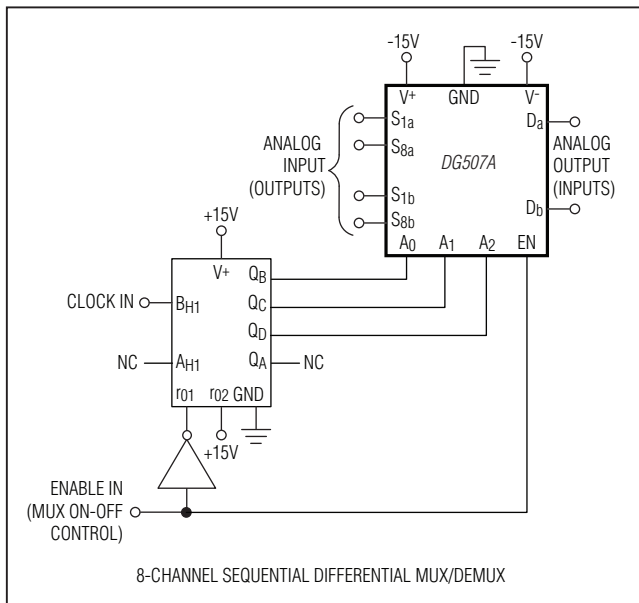 -15V
-15V
V+ GND V-
S1a
S8a
S1b
S8b
ANALOG
INPUT
(OUTPUTS)
DG507A
Da
Db
ANALOG
OUTPUT
(INPUTS)
A0 A1 A2 EN
+15V
V+
QB
QC
QD
QA
NC
CLOCK IN
BH1
NC
AH1
r01 r02 GND
+15V
ENABLE IN
(MUX ON-OFF
CONTROL)
8-CHANNEL SEQUENTIAL DIFFERENTIAL MUX/DEMUX